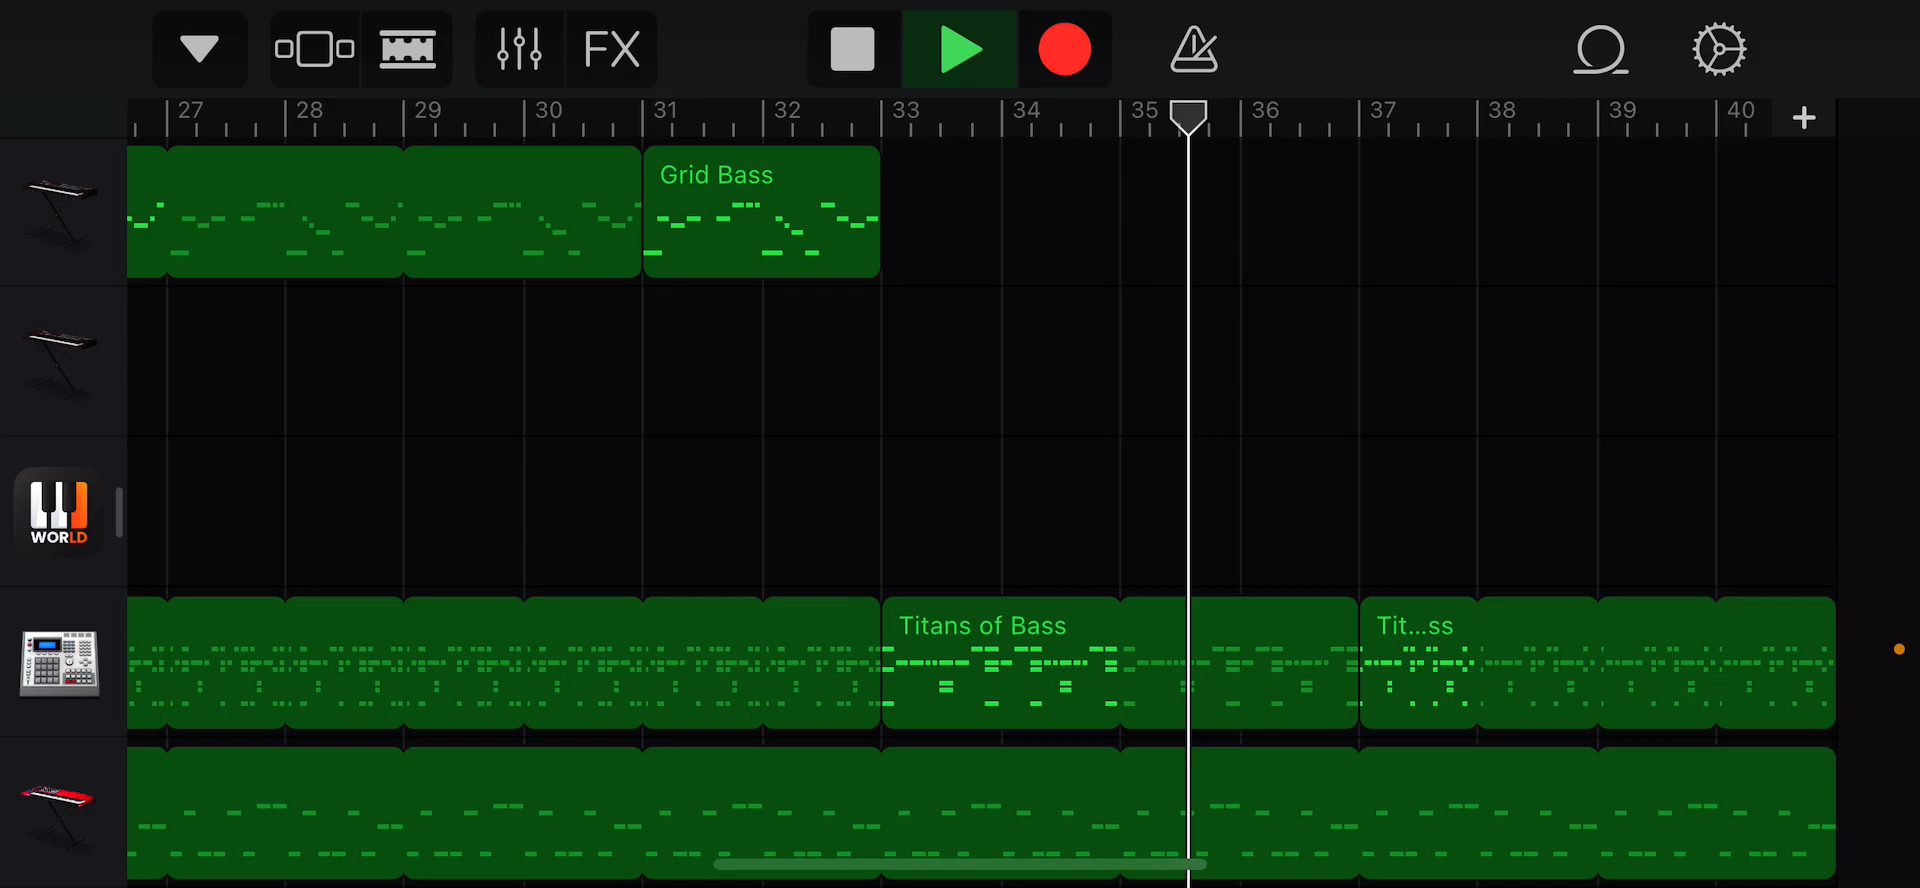 FX
27 28 29 30 31 32 33 34 35 36 37 38 39 40 +
Grid Bass
WORLD
Titans of Bass
Tit...ss